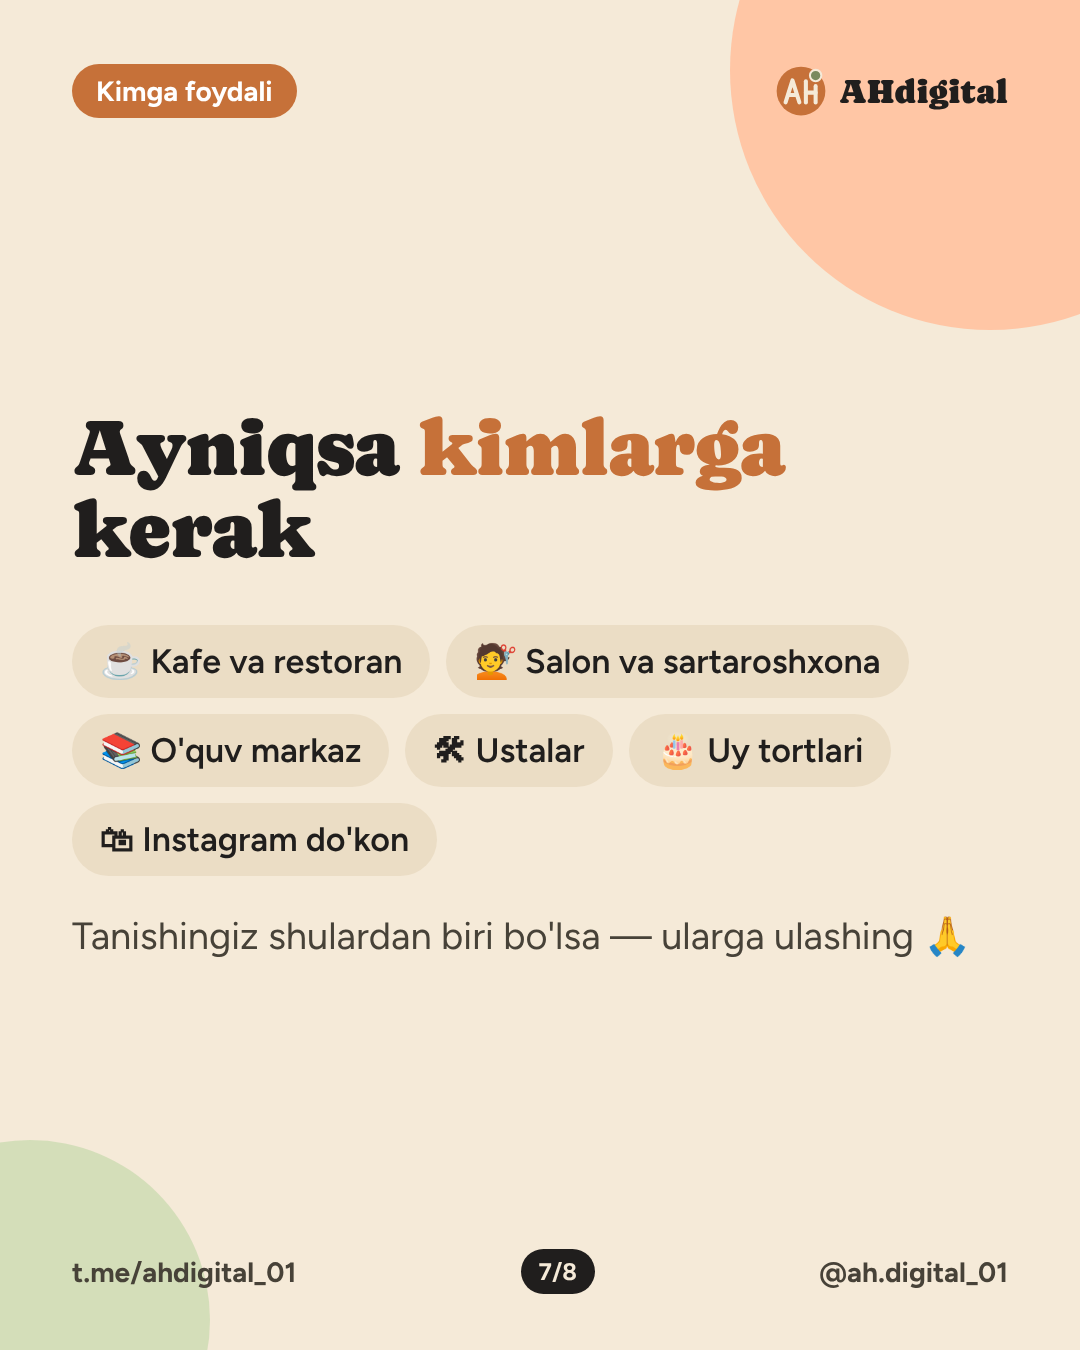 Kimga foydali
AH AHdigital
Ayniqsa kimlarga
kerak
☕ Kafe va restoran
💇 Salon va sartaroshxona
📚 O'quv markaz
🛠 Ustalar
🎂 Uy tortlari
🛍 Instagram do'kon
Tanishingiz shulardan biri bo'lsa — ularga ulashing 🙏
t.me/ahdigital_01
7/8
@ah.digital_01